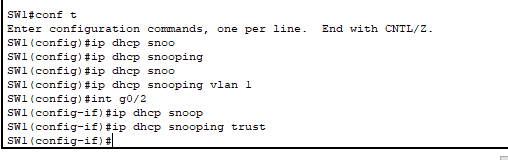 SW1#conf t
Enter configuration commands, one per line.  End with CNTL/Z.
SW1(config)#ip dhcp snoo
SW1(config)#ip dhcp snooping
SW1(config)#ip dhcp snoo
SW1(config)#ip dhcp snooping vlan 1
SW1(config)#int g0/2
SW1(config-if)#ip dhcp snoop
SW1(config-if)#ip dhcp snooping trust
SW1(config-if)#